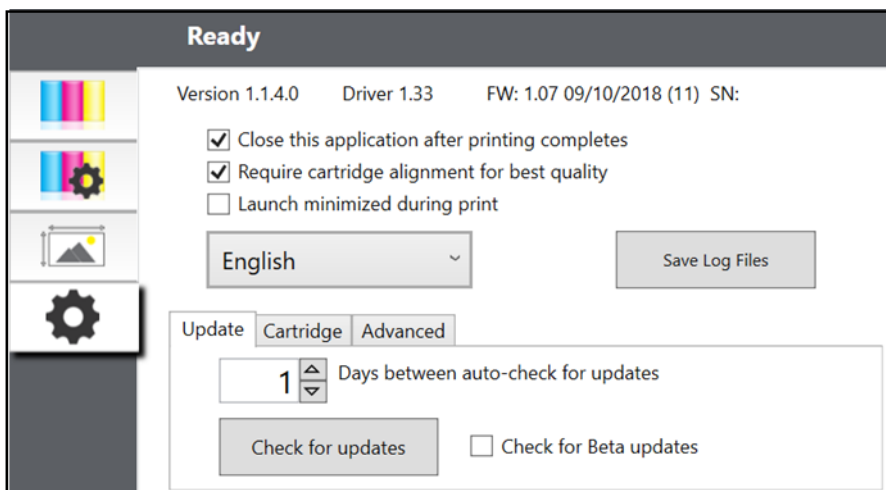 Ready
Version 1.1.4.0 Driver 1.33 FW: 1.07 09/10/2018 (11) SN:
Close this application after printing completes
Require cartridge alignment for best quality
Launch minimized during print
English Save Log Files
Update Cartridge Advanced
1 Days between auto-check for updates
Check for updates Check for Beta updates